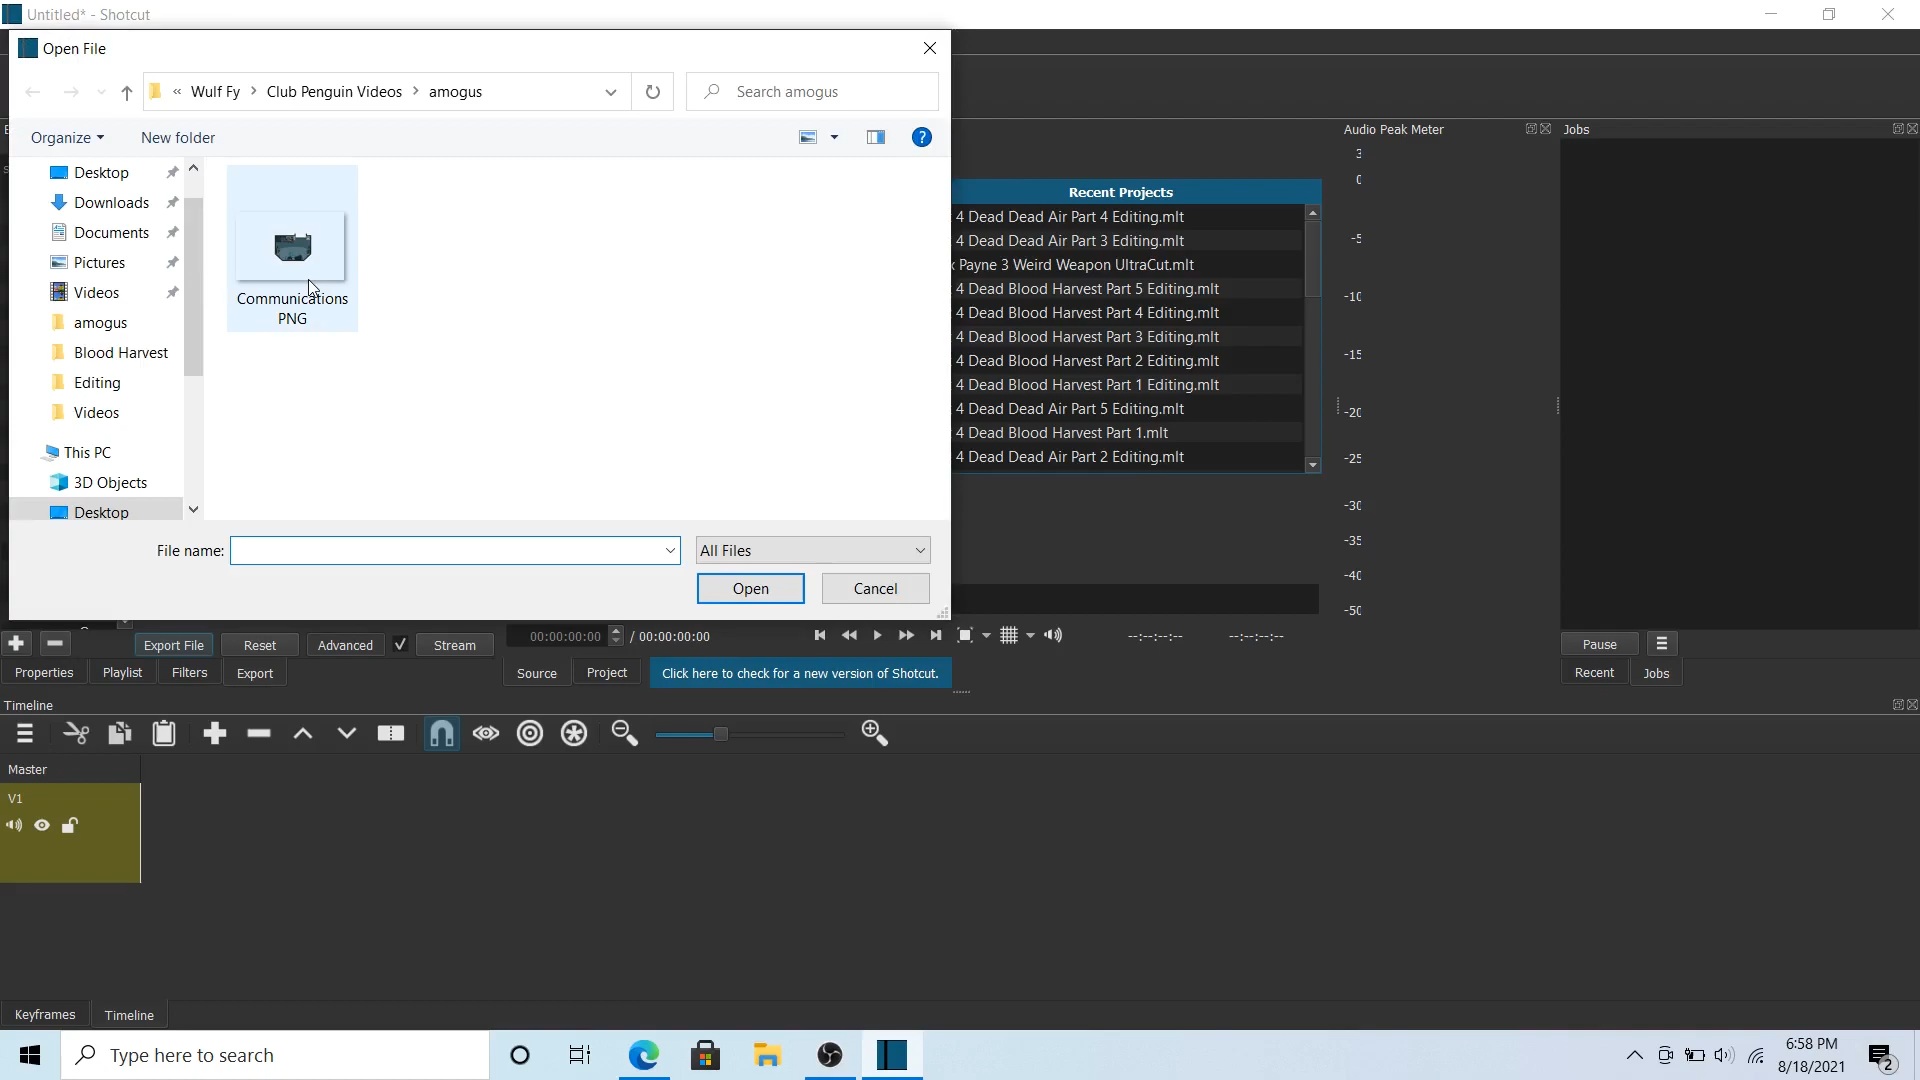 Untitled* - Shotcut
Open File
« Wulf Fy > Club Penguin Videos > amogus
Search amogus
Organize
New folder
Desktop
Downloads
Documents
Pictures
Videos
amogus
Blood Harvest
Editing
Videos
This PC
3D Objects
Desktop
Communications
PNG
File name:
All Files
Open
Cancel
Recent Projects
4 Dead Dead Air Part 4 Editing.mlt
4 Dead Dead Air Part 3 Editing.mlt
x Payne 3 Weird Weapon UltraCut.mlt
4 Dead Blood Harvest Part 5 Editing.mlt
4 Dead Blood Harvest Part 4 Editing.mlt
4 Dead Blood Harvest Part 3 Editing.mlt
4 Dead Blood Harvest Part 2 Editing.mlt
4 Dead Blood Harvest Part 1 Editing.mlt
4 Dead Dead Air Part 5 Editing.mlt
4 Dead Blood Harvest Part 1.mlt
4 Dead Dead Air Part 2 Editing.mlt
Audio Peak Meter
3
0
-5
-10
-15
-20
-25
-30
-35
-40
-50
Jobs
Pause
Recent
Jobs
Export File
Reset
Advanced
Stream
00:00:00:00 / 00:00:00:00
--:--:--:--
--:--:--:--
Properties
Playlist
Filters
Export
Source
Project
Click here to check for a new version of Shotcut.
Timeline
Master
V1
Keyframes
Timeline
Type here to search
6:58 PM
8/18/2021
2